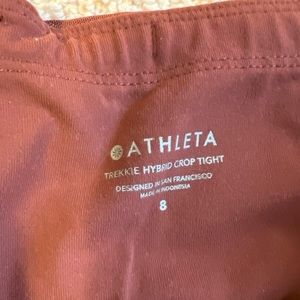 ATHLETA
TREKKIE HYBRID CROP TIGHT
DESIGNED IN SAN FRANCISCO
MADE IN INDONESIA
8